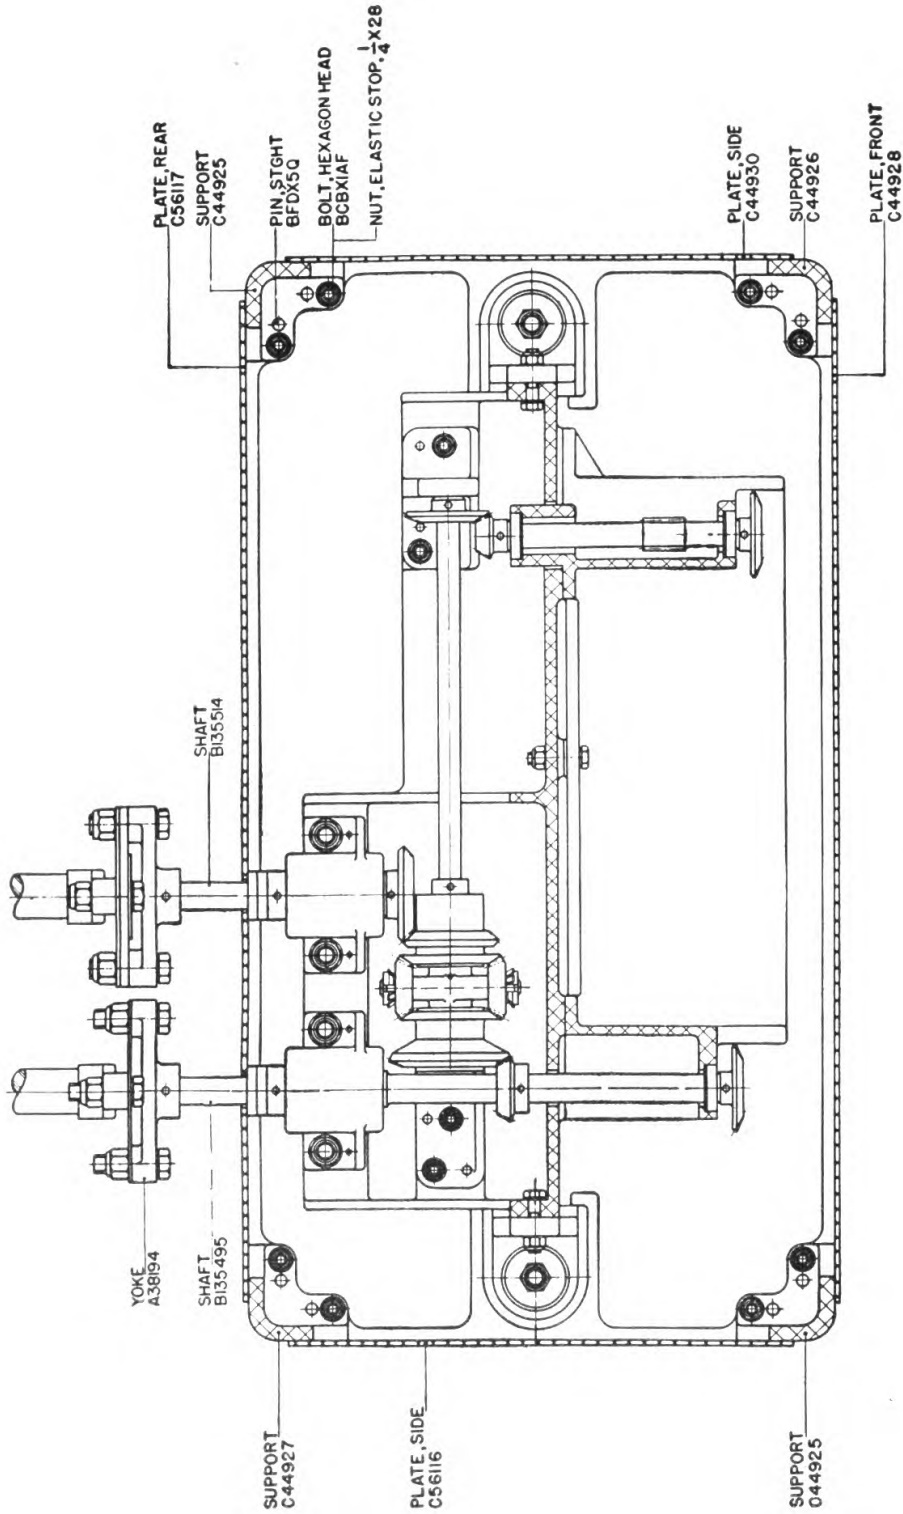 PLATE, REAR
C56117
SUPPORT
C44925
PIN, STGHT
BFDX5Q
BOLT, HEXAGON HEAD
BCBX1AF
NUT, ELASTIC STOP, 1/4 X28
PLATE, SIDE
C44930
SUPPORT
C44926
PLATE, FRONT
C44928
SHAFT
B135514
YOKE
A38194
SHAFT
B135495
SUPPORT
C44927
PLATE, SIDE
C56116
SUPPORT
D44925